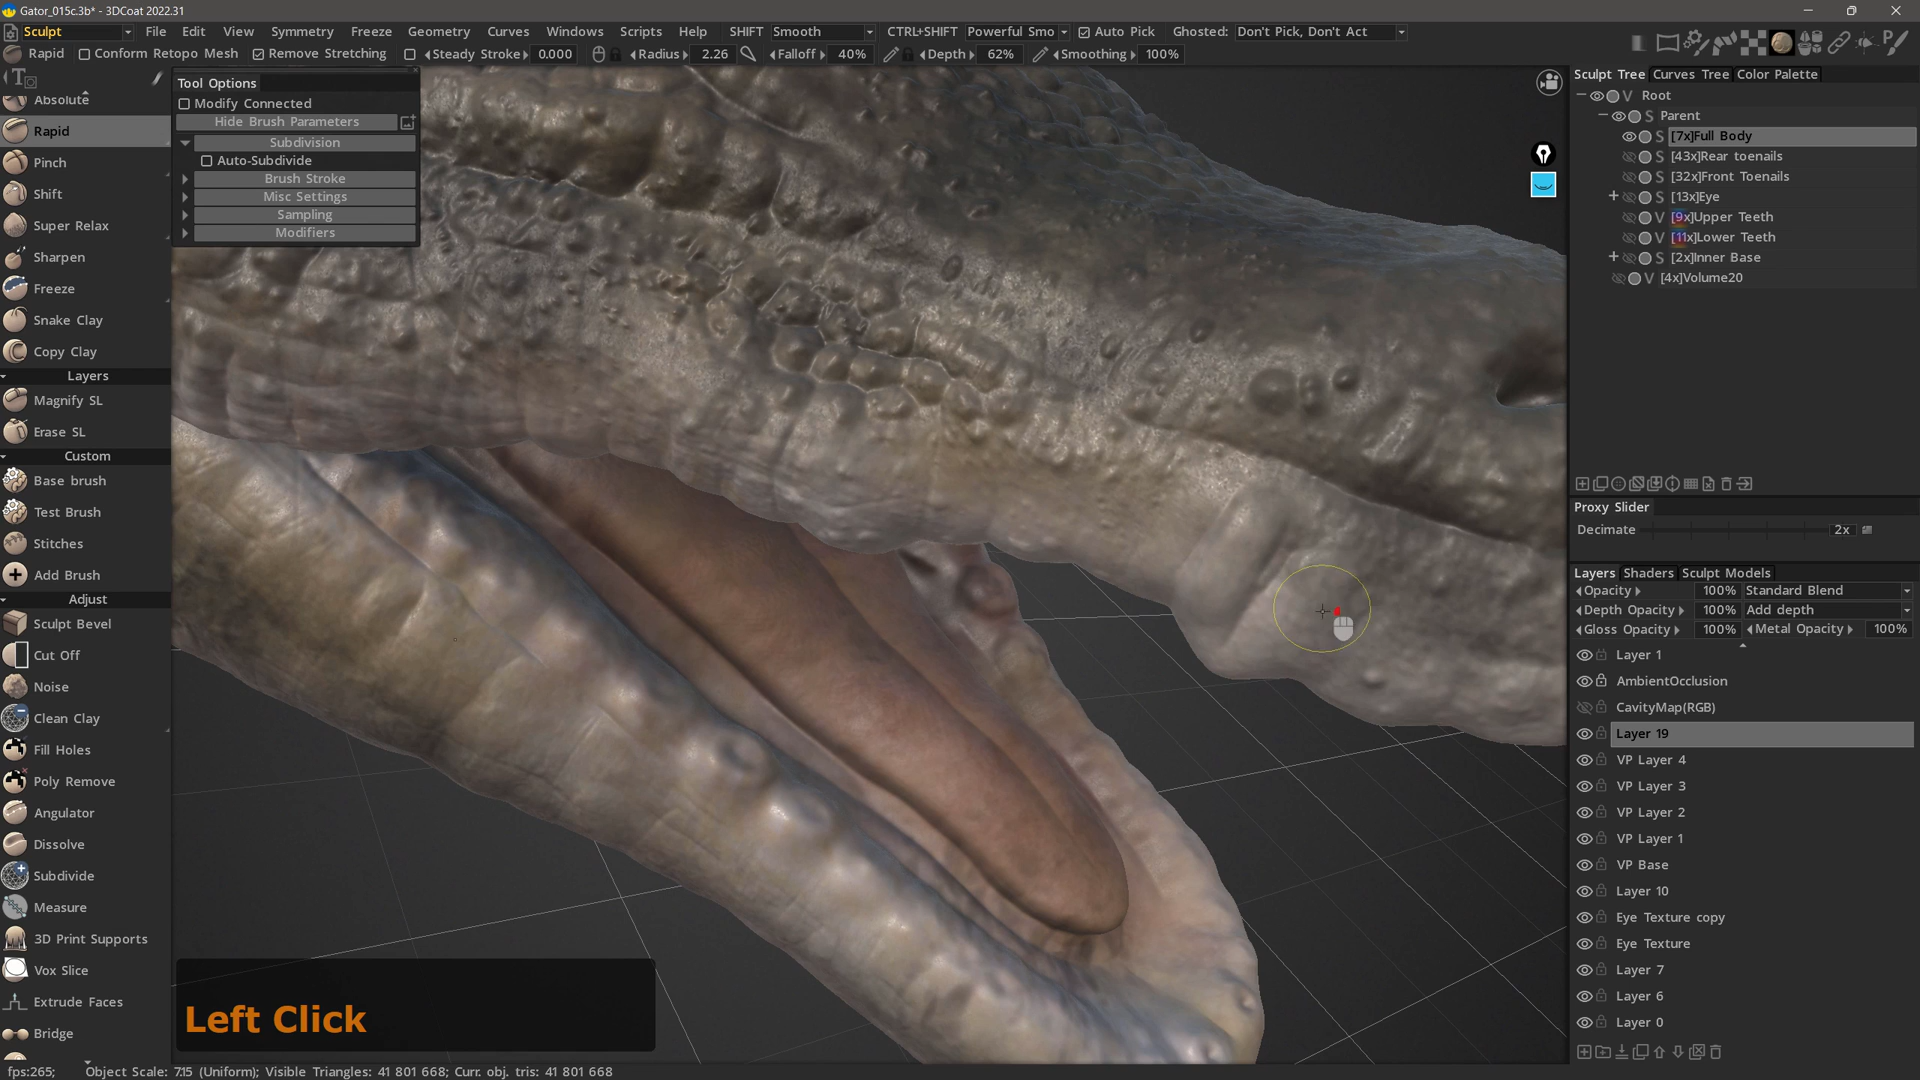 Gator_015c.3b* - 3DCoat 2022.31
Sculpt File Edit View Symmetry Freeze Geometry Curves Windows Scripts Help SHIFT Smooth CTRL+SHIFT Powerful Smo Auto Pick Ghosted: Don't Pick, Don't Act
Rapid Conform Retopo Mesh Remove Stretching Steady Stroke 0.000 Radius 2.26 Falloff 40% Depth 62% Smoothing 100%
Absolute
Rapid
Pinch
Shift
Super Relax
Sharpen
Freeze
Snake Clay
Copy Clay
Layers
Magnify SL
Erase SL
Custom
Base brush
Test Brush
Stitches
Add Brush
Adjust
Sculpt Bevel
Cut Off
Noise
Clean Clay
Fill Holes
Poly Remove
Angulator
Dissolve
Subdivide
Measure
3D Print Supports
Vox Slice
Extrude Faces
Bridge
Tool Options
Modify Connected
Hide Brush Parameters
Subdivision
Auto-Subdivide
Brush Stroke
Misc Settings
Sampling
Modifiers
Left Click
Sculpt Tree Curves Tree Color Palette
V Root
S Parent
S [7x]Full Body
S [43x]Rear toenails
S [32x]Front Toenails
S [13x]Eye
V [9x]Upper Teeth
V [11x]Lower Teeth
S [2x]Inner Base
V [4x]Volume20
Proxy Slider
Decimate 2x
Layers Shaders Sculpt Models
Opacity 100% Standard Blend
Depth Opacity 100% Add depth
Gloss Opacity 100% Metal Opacity 100%
Layer 1
AmbientOcclusion
CavityMap(RGB)
Layer 19
VP Layer 4
VP Layer 3
VP Layer 2
VP Layer 1
VP Base
Layer 10
Eye Texture copy
Eye Texture
Layer 7
Layer 6
Layer 0
fps:265; Object Scale: 7.15 (Uniform); Visible Triangles: 41 801 668; Curr. obj. tris: 41 801 668